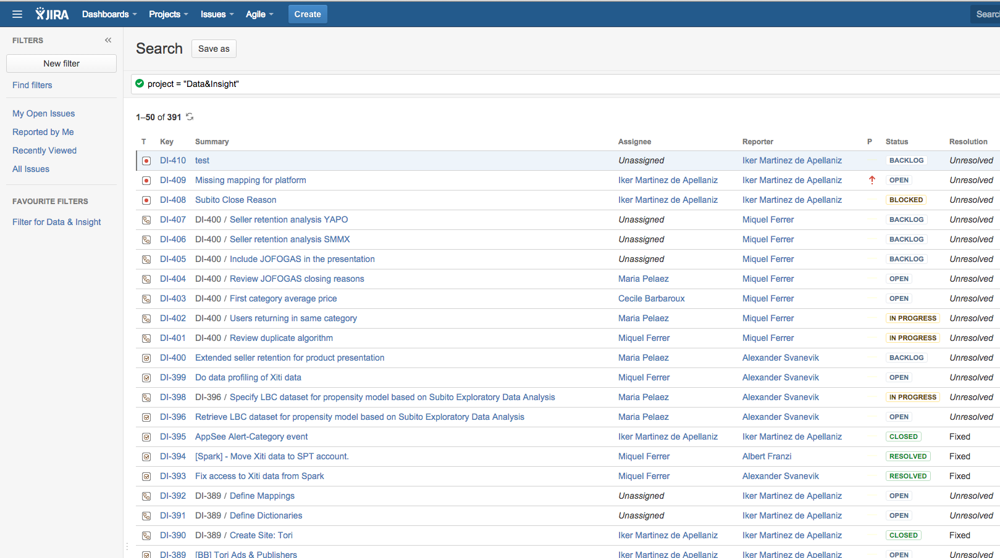 JIRA Dashboards Projects Issues Agile Create Search
FILTERS «
New filter
Find filters
My Open Issues
Reported by Me
Recently Viewed
All Issues
FAVOURITE FILTERS
Filter for Data & Insight
Search Save as
project = "Data&Insight"
1–50 of 391
T Key Summary Assignee Reporter P Status Resolution
DI-410 test Unassigned Iker Martinez de Apellaniz BACKLOG Unresolved
DI-409 Missing mapping for platform Iker Martinez de Apellaniz Iker Martinez de Apellaniz OPEN Unresolved
DI-408 Subito Close Reason Iker Martinez de Apellaniz Iker Martinez de Apellaniz BLOCKED Unresolved
DI-407 DI-400 / Seller retention analysis YAPO Unassigned Miquel Ferrer BACKLOG Unresolved
DI-406 DI-400 / Seller retention analysis SMMX Unassigned Miquel Ferrer BACKLOG Unresolved
DI-405 DI-400 / Include JOFOGAS in the presentation Unassigned Miquel Ferrer BACKLOG Unresolved
DI-404 DI-400 / Review JOFOGAS closing reasons Maria Pelaez Miquel Ferrer OPEN Unresolved
DI-403 DI-400 / First category average price Cecile Barbaroux Miquel Ferrer OPEN Unresolved
DI-402 DI-400 / Users returning in same category Maria Pelaez Miquel Ferrer IN PROGRESS Unresolved
DI-401 DI-400 / Review duplicate algorithm Miquel Ferrer Miquel Ferrer IN PROGRESS Unresolved
DI-400 Extended seller retention for product presentation Maria Pelaez Alexander Svanevik BACKLOG Unresolved
DI-399 Do data profiling of Xiti data Miquel Ferrer Alexander Svanevik OPEN Unresolved
DI-398 DI-396 / Specify LBC dataset for propensity model based on Subito Exploratory Data Analysis Maria Pelaez Alexander Svanevik IN PROGRESS Unresolved
DI-396 Retrieve LBC dataset for propensity model based on Subito Exploratory Data Analysis Maria Pelaez Alexander Svanevik OPEN Unresolved
DI-395 AppSee Alert-Category event Iker Martinez de Apellaniz Iker Martinez de Apellaniz CLOSED Fixed
DI-394 [Spark] - Move Xiti data to SPT account. Miquel Ferrer Albert Franzi RESOLVED Fixed
DI-393 Fix access to Xiti data from Spark Miquel Ferrer Alexander Svanevik RESOLVED Fixed
DI-392 DI-389 / Define Mappings Unassigned Iker Martinez de Apellaniz OPEN Unresolved
DI-391 DI-389 / Define Dictionaries Unassigned Iker Martinez de Apellaniz OPEN Unresolved
DI-390 DI-389 / Create Site: Tori Iker Martinez de Apellaniz Iker Martinez de Apellaniz CLOSED Fixed
DI-389 [BB] Tori Ads & Publishers Iker Martinez de Apellaniz Iker Martinez de Apellaniz OPEN Unresolved